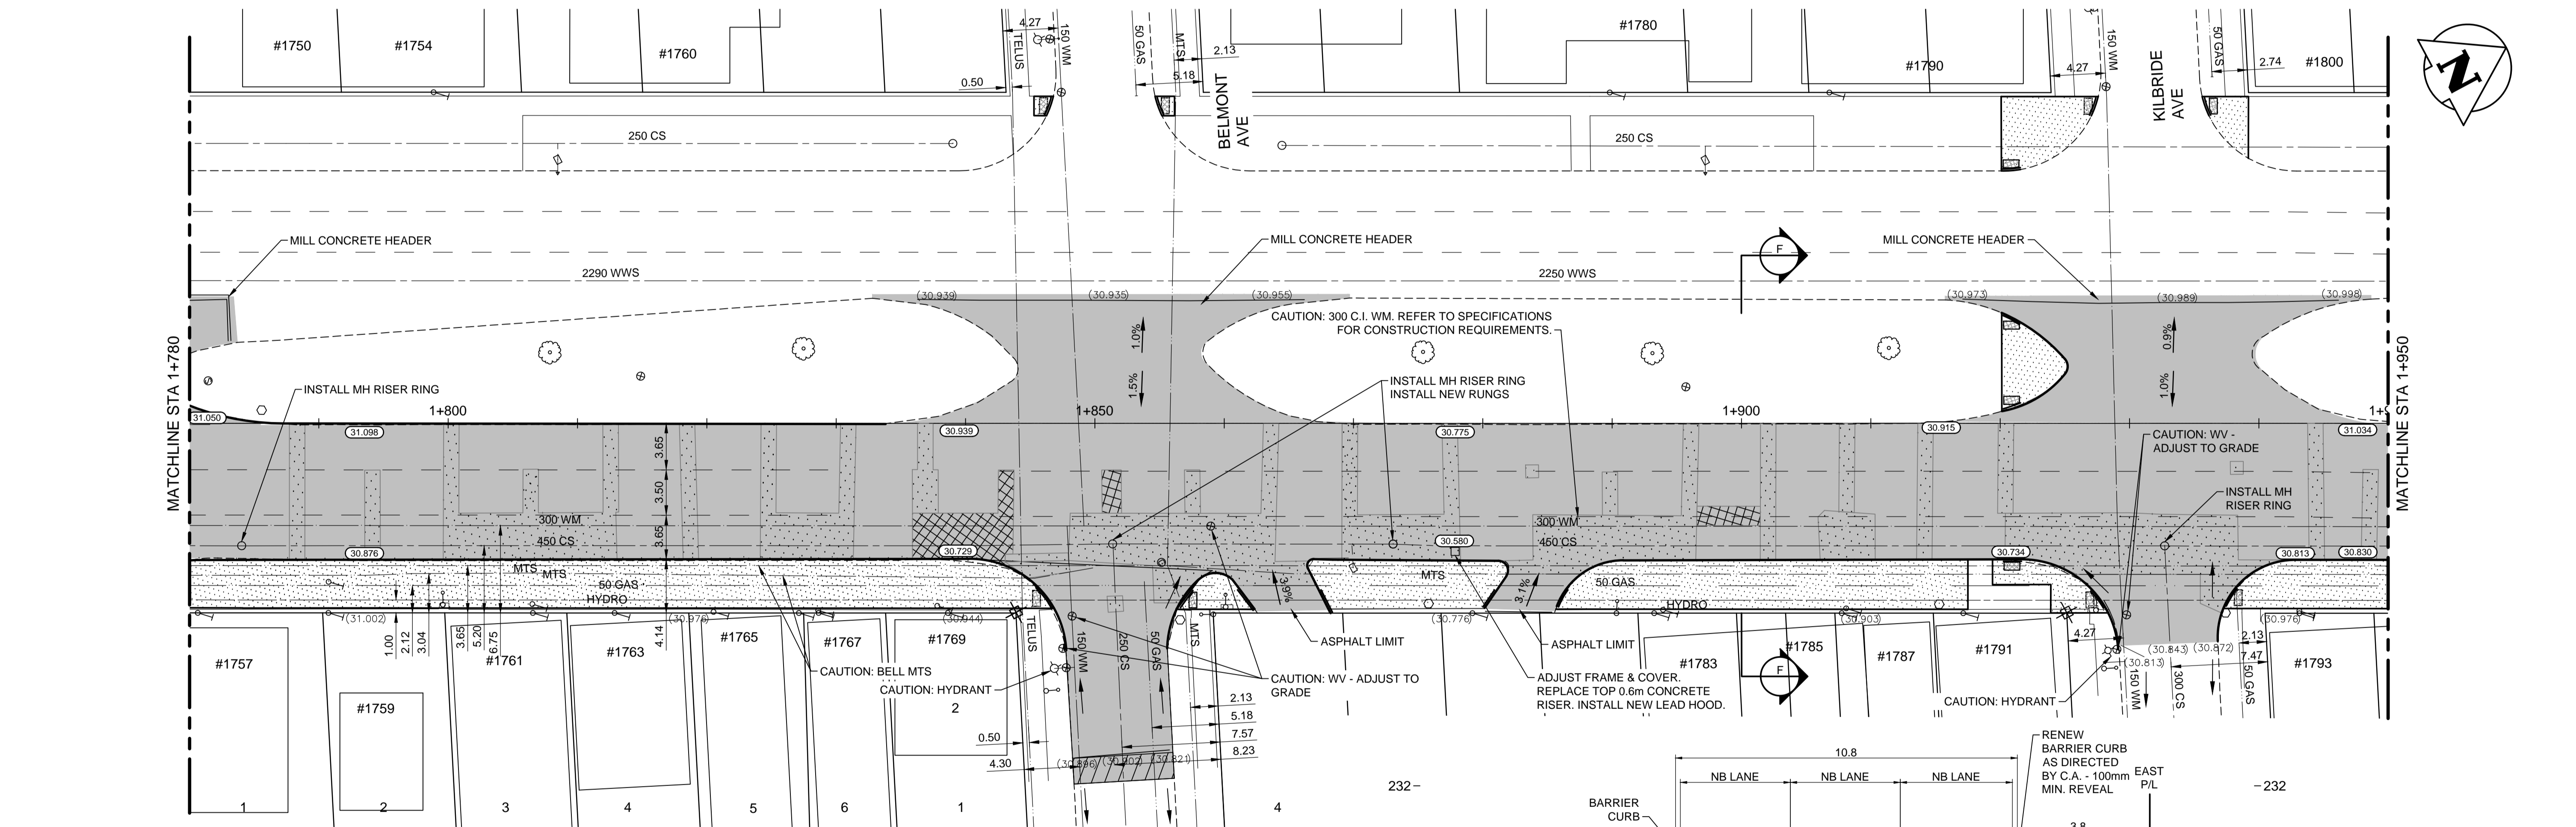 #1750
#1754
#1760
0.50
4.27
TELUS
150 WM
50 GAS
MTS
2.13
5.18
BELMONT
AVE
#1780
#1790
4.27
150 WM
KILBRIDE
AVE
50 GAS
2.74
#1800
N
250 CS
250 CS
MILL CONCRETE HEADER
MILL CONCRETE HEADER
MILL CONCRETE HEADER
F
2290 WWS
2250 WWS
(30.939)
(30.935)
(30.955)
(30.973)
(30.989)
(30.998)
CAUTION: 300 C.I. WM. REFER TO SPECIFICATIONS
FOR CONSTRUCTION REQUIREMENTS.
1.0%
1.5%
0.9%
1.0%
MATCHLINE STA 1+780
MATCHLINE STA 1+950
INSTALL MH RISER RING
INSTALL MH RISER RING
INSTALL NEW RUNGS
1+800
1+850
1+900
31.050
31.098
30.939
30.775
30.915
31.034
CAUTION: WV -
ADJUST TO GRADE
3.65
3.50
3.65
INSTALL MH
RISER RING
300 WM
450 CS
300 WM
450 CS
30.876
30.729
30.580
30.734
30.813
30.830
MTS
MTS
50 GAS
HYDRO
MTS
50 GAS
HYDRO
3.9%
3.1%
(31.002)
(30.976)
(30.944)
(30.776)
(30.903)
(30.976)
1.00
2.12
3.04
3.65
5.20
6.75
4.14
#1757
#1761
#1763
#1765
#1767
#1769
TELUS
150 WM
250 CS
50 GAS
MTS
ASPHALT LIMIT
ASPHALT LIMIT
#1783
#1785
#1787
#1791
4.27
2.13
(30.843)
(30.872)
(30.813)
7.47
#1793
CAUTION: BELL MTS
CAUTION: HYDRANT
CAUTION: WV - ADJUST TO
GRADE
ADJUST FRAME & COVER.
REPLACE TOP 0.6m CONCRETE
RISER. INSTALL NEW LEAD HOOD.
F
CAUTION: HYDRANT
150 WM
300 CS
50 GAS
#1759
2
2.13
5.18
7.57
8.23
0.50
4.30
(30.821)
1
2
3
4
5
6
1
4
232
232
10.8
NB LANE
NB LANE
NB LANE
BARRIER
CURB
RENEW
BARRIER CURB
AS DIRECTED
BY C.A. - 100mm
MIN. REVEAL
EAST
P/L
3.8